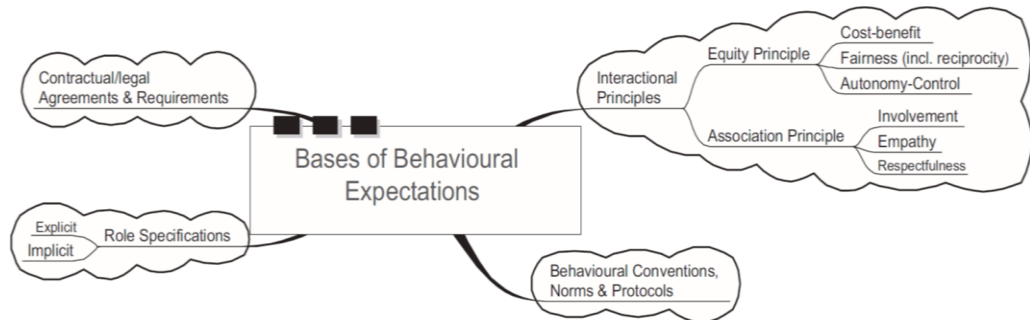 Contractual/legal
Agreements & Requirements
Bases of Behavioural
Expectations
Explicit
Implicit
Role Specifications
Interactional
Principles
Equity Principle
Cost-benefit
Fairness (incl. reciprocity)
Autonomy-Control
Association Principle
Involvement
Empathy
Respectfulness
Behavioural Conventions,
Norms & Protocols